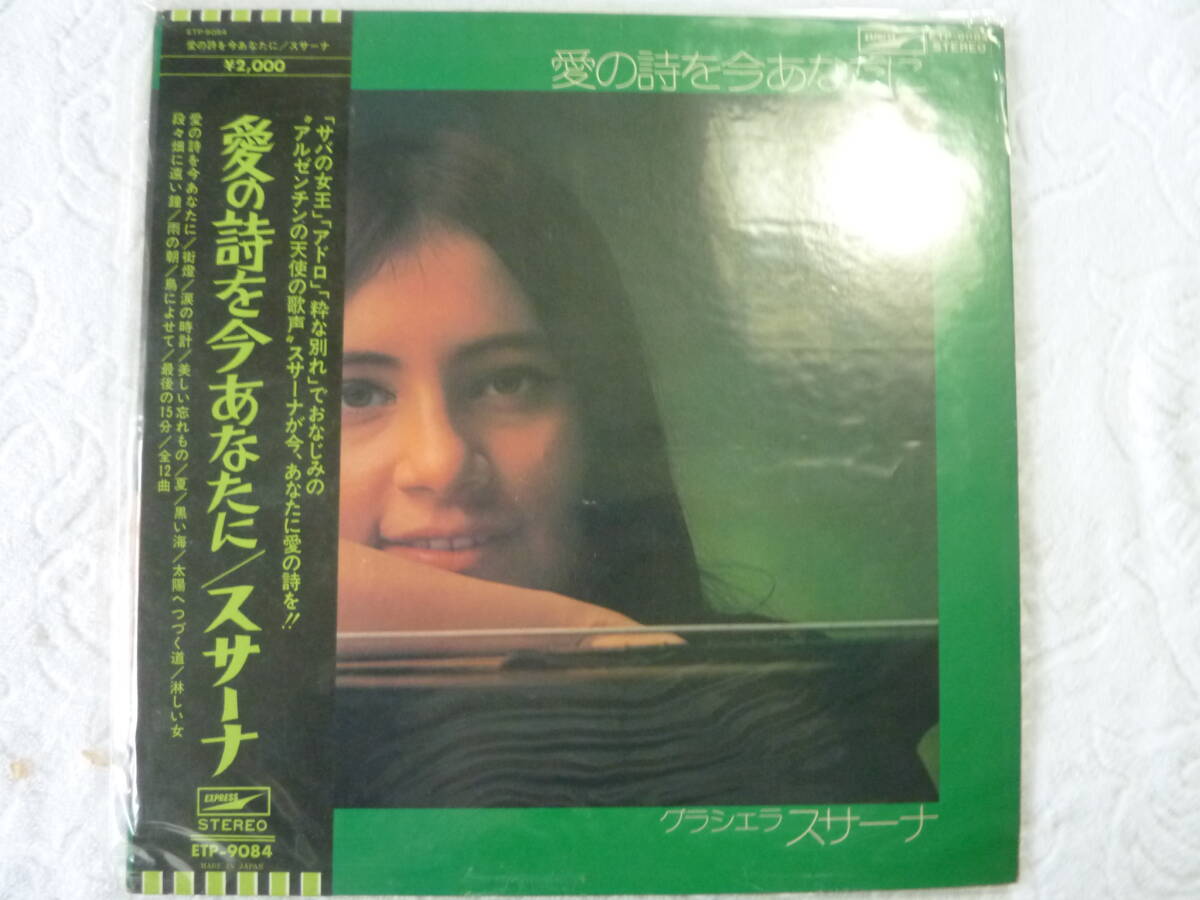 ETP-9084
愛の詩を今あなたに／スサーナ
¥2,000
「サバの女王」「アドロ」「粋な別れ」でおなじみの
〝アルゼンチンの天使の歌声〟スサーナが今、あなたに愛の詩を!!
愛の詩を今あなたに／スサーナ
愛の詩を今あなたに／街燈／涙の時計／美しい忘れもの／夏／黒い海／太陽へつづく道／淋しい女
段々畑に遠い鐘／雨の朝／鳥によせて／最後の15分／全12曲
EXPRESS
STEREO
ETP-9084
MADE IN JAPAN
EXPRESS
ETP-9084
STEREO
愛の詩を今あなたに
グラシェラ スサーナ